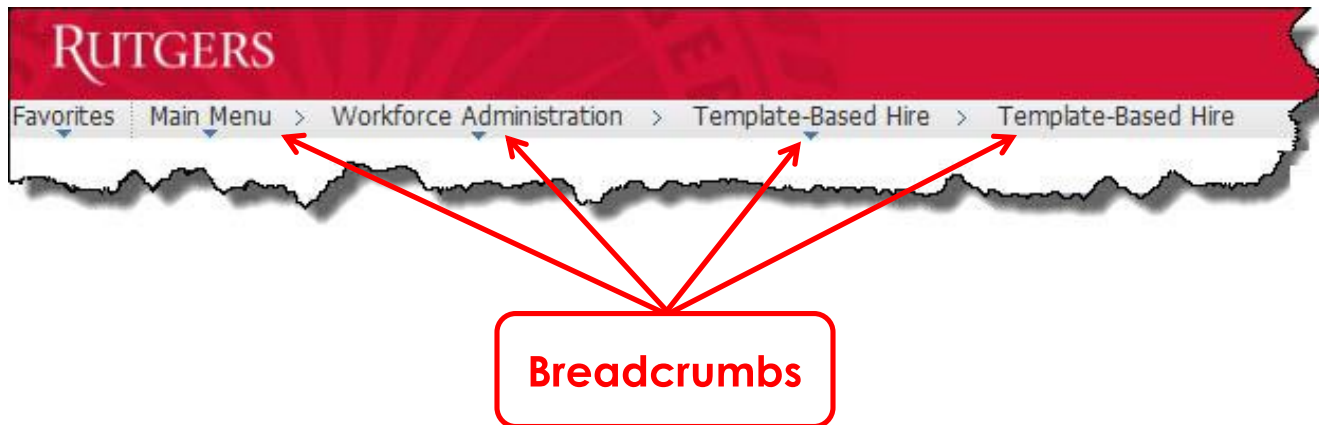 RUTGERS
Favorites Main Menu > Workforce Administration > Template-Based Hire > Template-Based Hire
Breadcrumbs